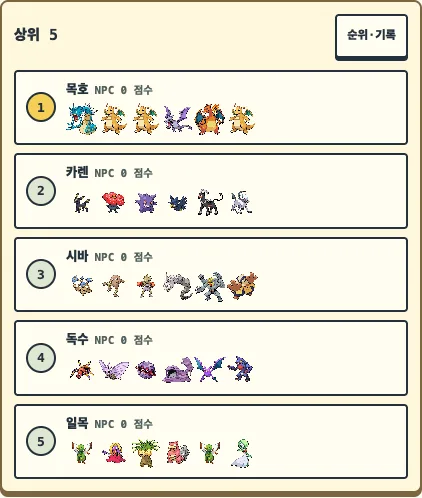 상위 5
순위·기록
1
목호 NPC 0 점수
2
카렌 NPC 0 점수
3
시바 NPC 0 점수
4
독수 NPC 0 점수
5
일목 NPC 0 점수